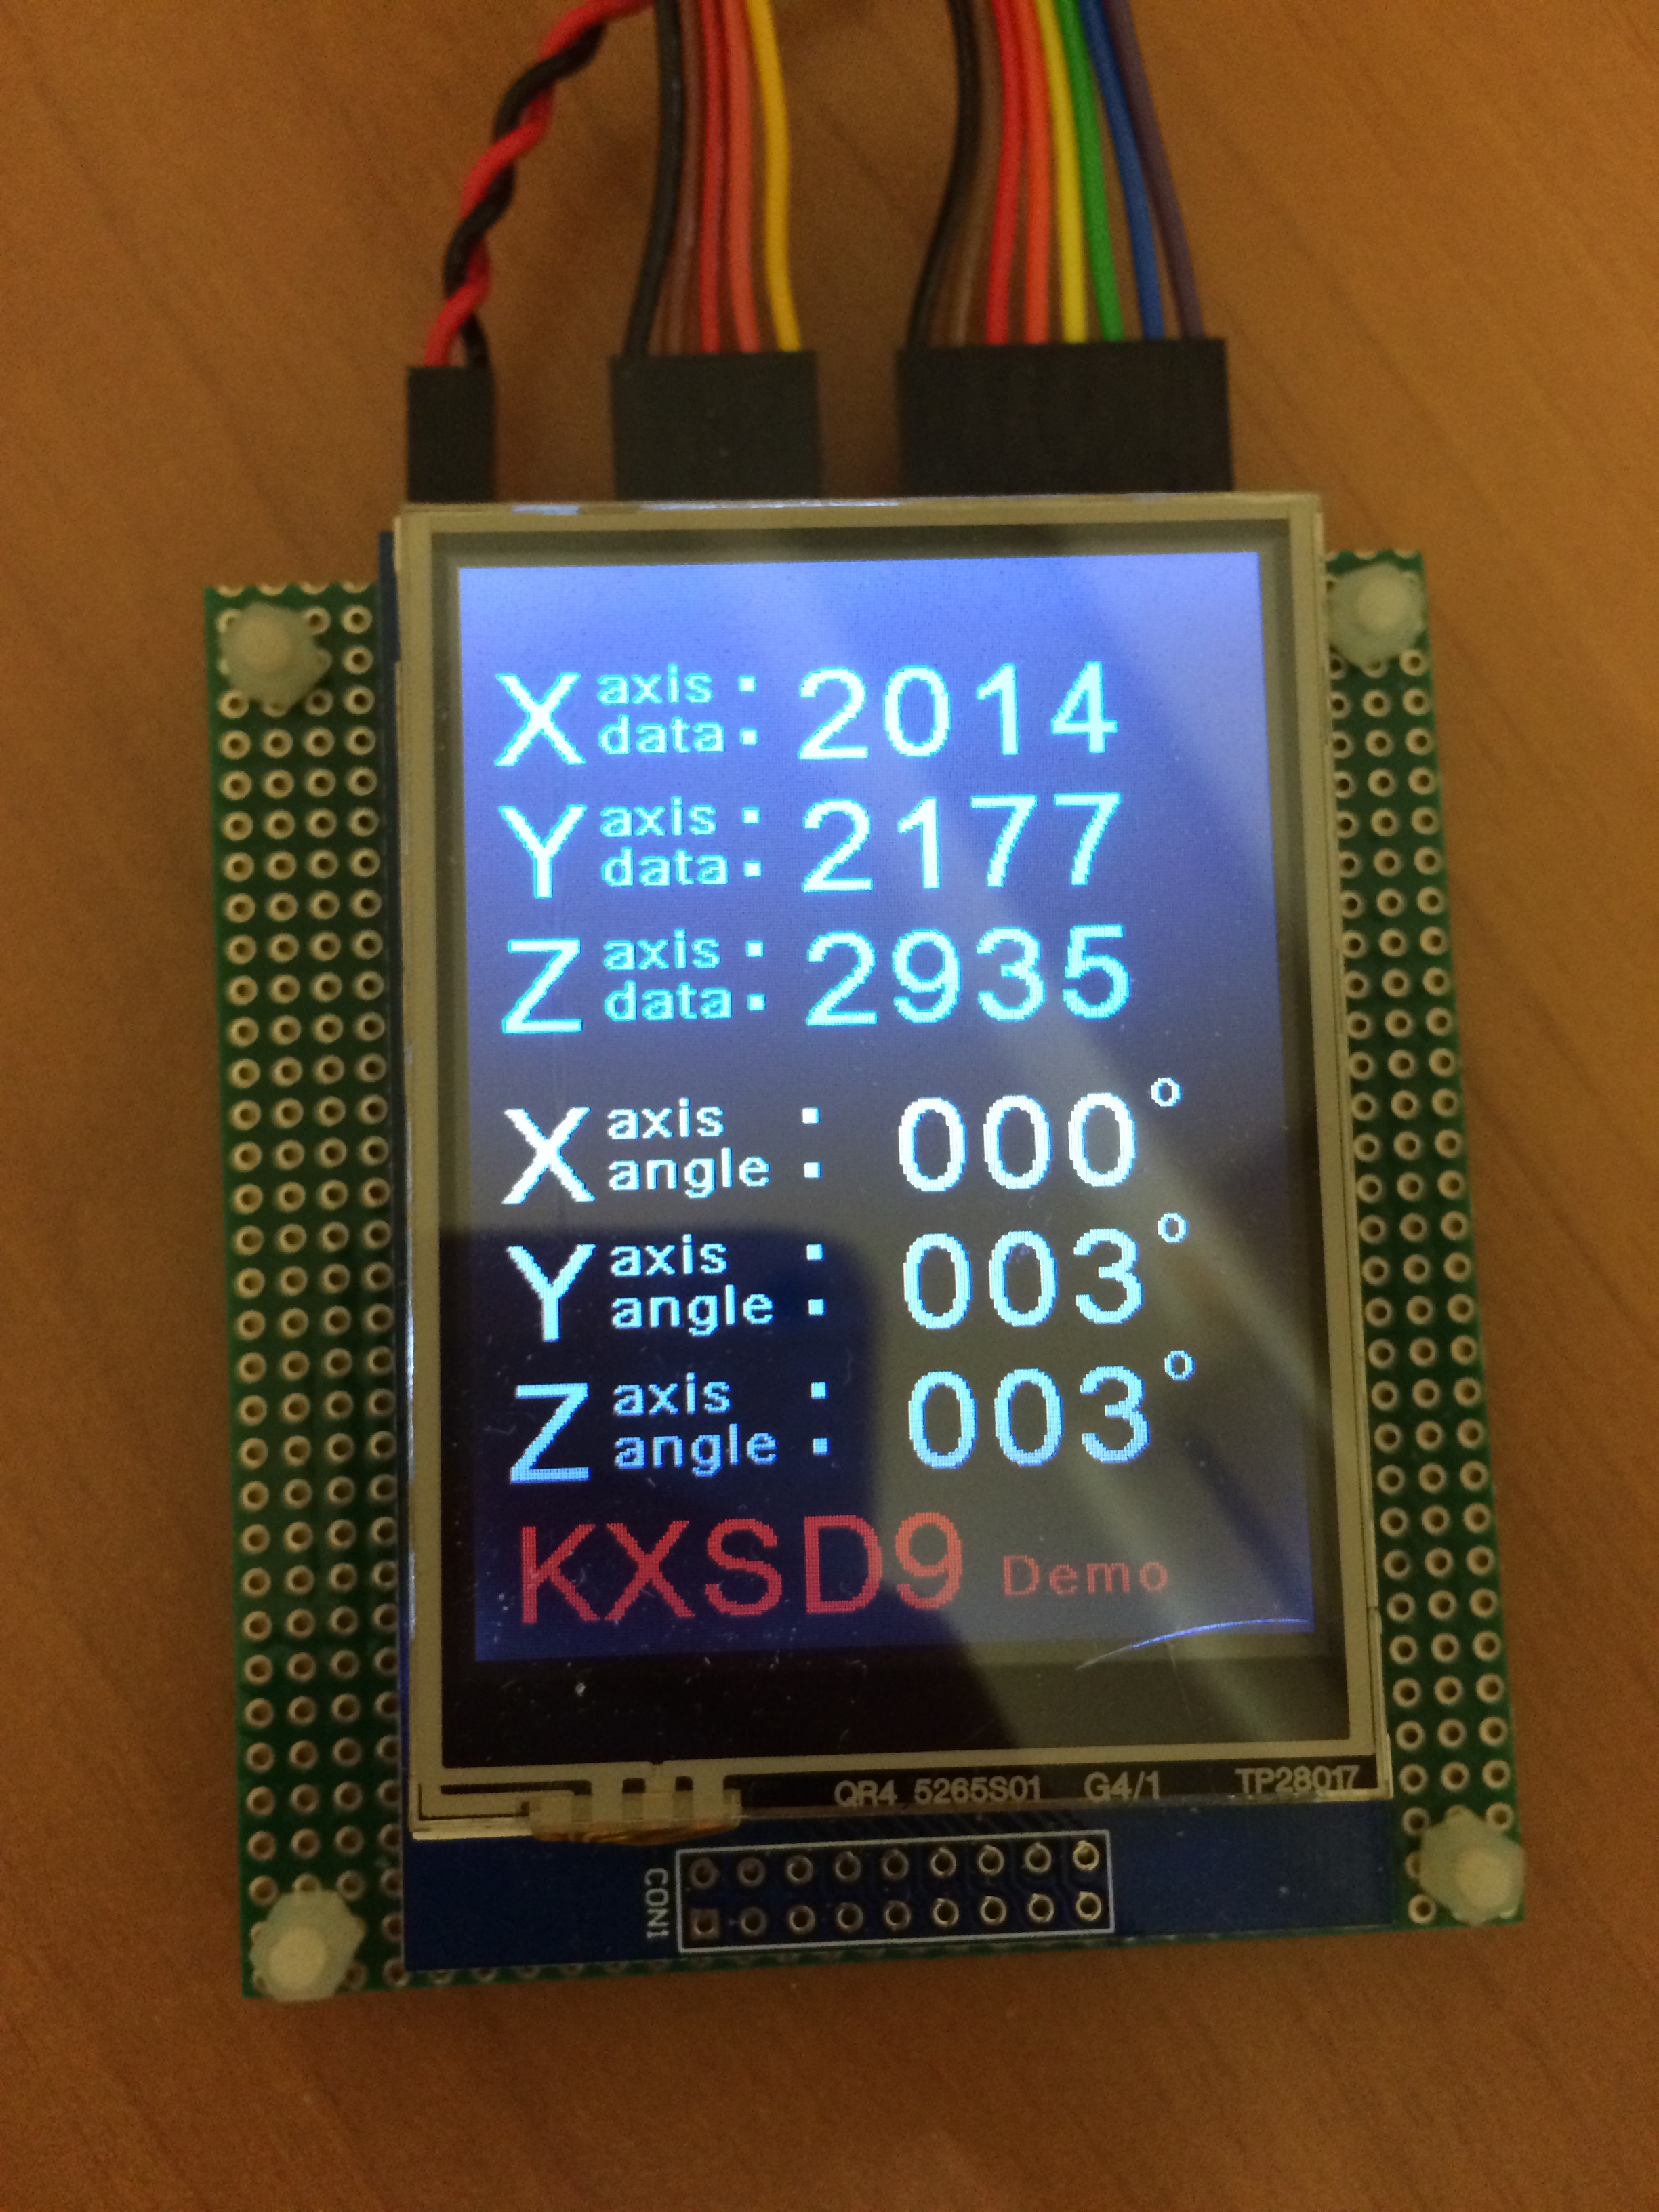 X axis data : 2014
Y axis data : 2177
Z axis data : 2935
X axis angle : 000°
Y axis angle : 003°
Z axis angle : 003°
KXSD9 Demo
QR4 5265S01 G4/1 TP28017
CON1